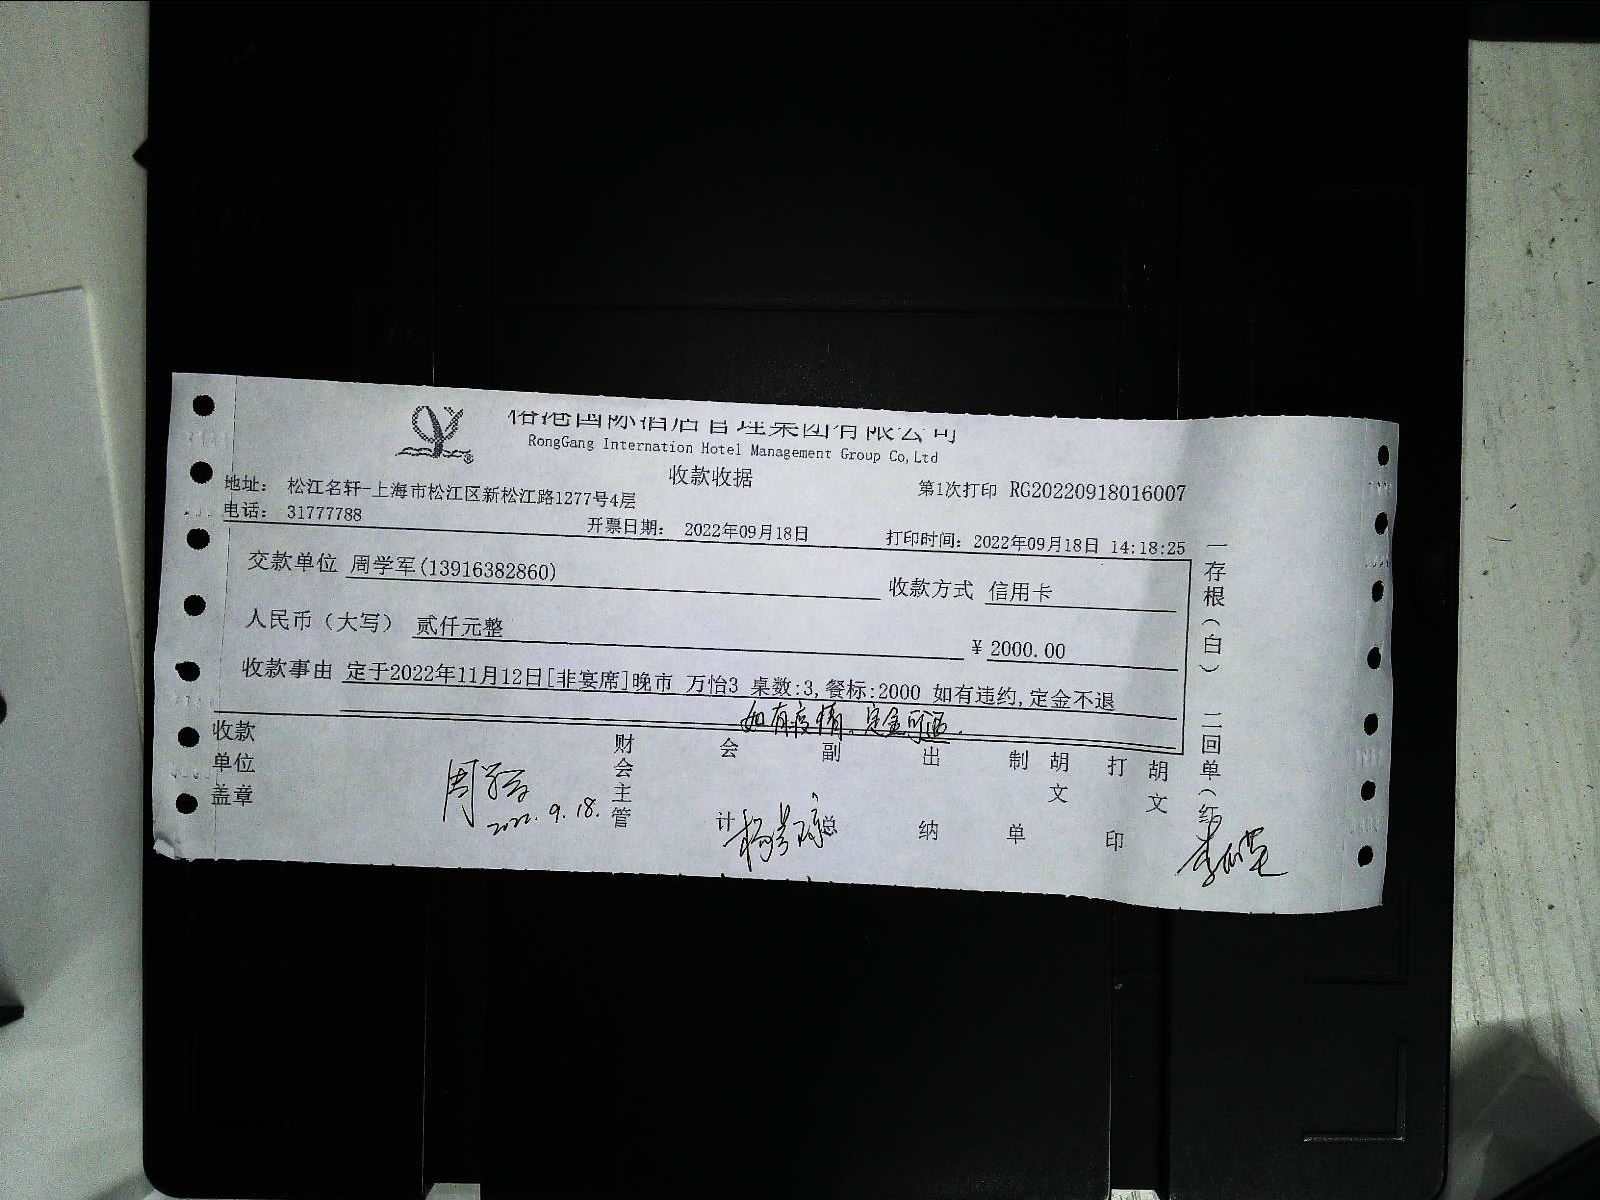 榕港国际酒店管理集团有限公司
RongGang Internation Hotel Management Group Co,Ltd
收款收据
地址： 松江名轩-上海市松江区新松江路1277号4层
第1次打印 RG20220918016007
电话： 31777788
开票日期： 2022年09月18日
打印时间：2022年09月18日 14:18:25
交款单位 周学军(13916382860)
收款方式 信用卡
人民币（大写） 贰仟元整
￥2000.00
收款事由 定于2022年11月12日[非宴席]晚市 万怡3 桌数:3,餐标:2000 如有违约,定金不退
如有疫情.定金可退.
收款单位盖章
财会主管
会计
副总
出纳
制单
胡文
打印
胡文
2022.9.18.
一存根（白） 二回单（红